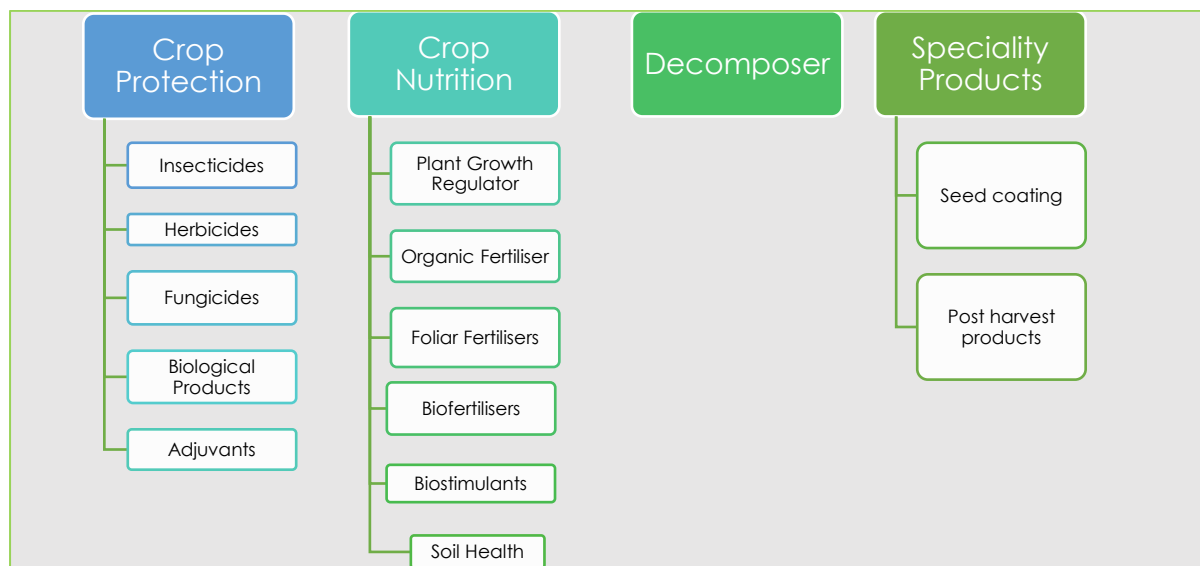 Crop
Protection
Insecticides
Herbicides
Fungicides
Biological
Products
Adjuvants
Crop
Nutrition
Plant Growth
Regulator
Organic Fertiliser
Foliar Fertilisers
Biofertilisers
Biostimulants
Soil Health
Decomposer
Speciality
Products
Seed coating
Post harvest
products